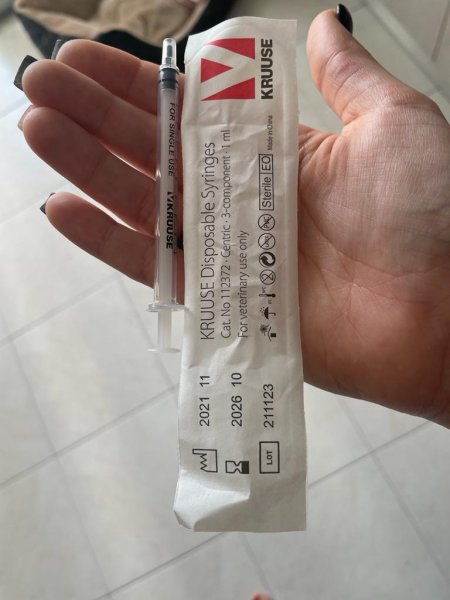 KRUUSE
KRUUSE Disposable Syringes
Cat. No 112372 · Centric · 3-component · 1 ml
For veterinary use only
Sterile EO Made in China
2021 11
2026 10
LOT 211123
FOR SINGLE USE KRUUSE